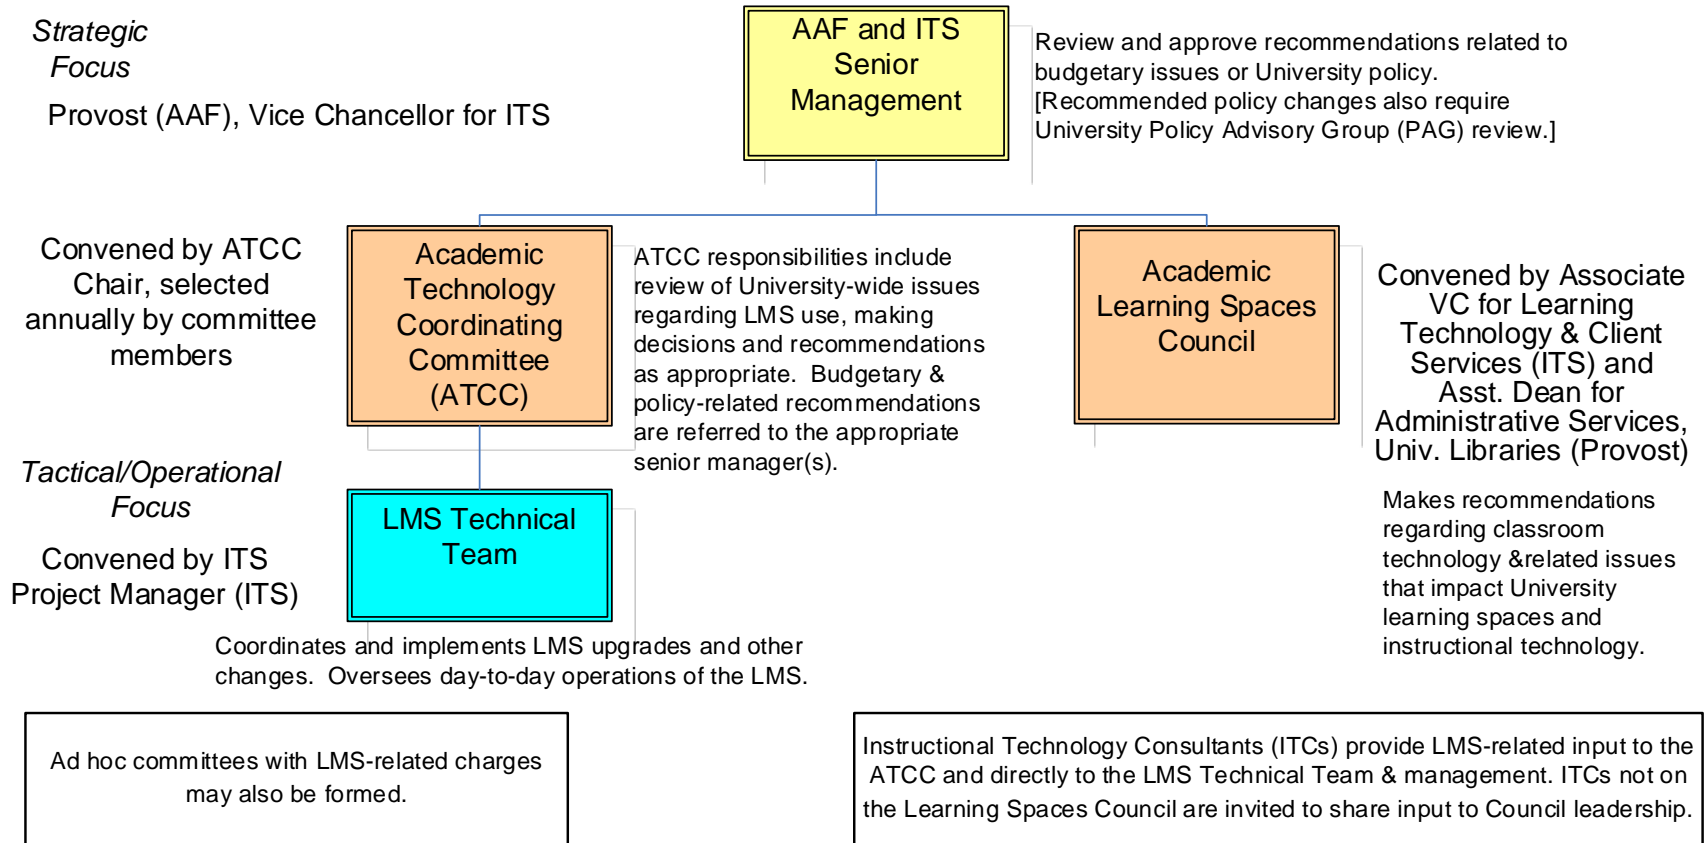 Strategic
Focus
Provost (AAF), Vice Chancellor for ITS
AAF and ITS
Senior
Management
Review and approve recommendations related to
budgetary issues or University policy.
[Recommended policy changes also require
University Policy Advisory Group (PAG) review.]
Convened by ATCC
Chair, selected
annually by committee
members
Academic
Technology
Coordinating
Committee
(ATCC)
ATCC responsibilities include
review of University-wide issues
regarding LMS use, making
decisions and recommendations
as appropriate.  Budgetary &
policy-related recommendations
are referred to the appropriate
senior manager(s).
Academic
Learning Spaces
Council
Convened by Associate
VC for Learning
Technology & Client
Services (ITS) and
Asst. Dean for
Administrative Services,
Univ. Libraries (Provost)
Makes recommendations
regarding classroom
technology &related issues
that impact University
learning spaces and
instructional technology.
Tactical/Operational
Focus
Convened by ITS
Project Manager (ITS)
LMS Technical
Team
Coordinates and implements LMS upgrades and other
changes.  Oversees day-to-day operations of the LMS.
Ad hoc committees with LMS-related charges
may also be formed.
Instructional Technology Consultants (ITCs) provide LMS-related input to the
ATCC and directly to the LMS Technical Team & management. ITCs not on
the Learning Spaces Council are invited to share input to Council leadership.